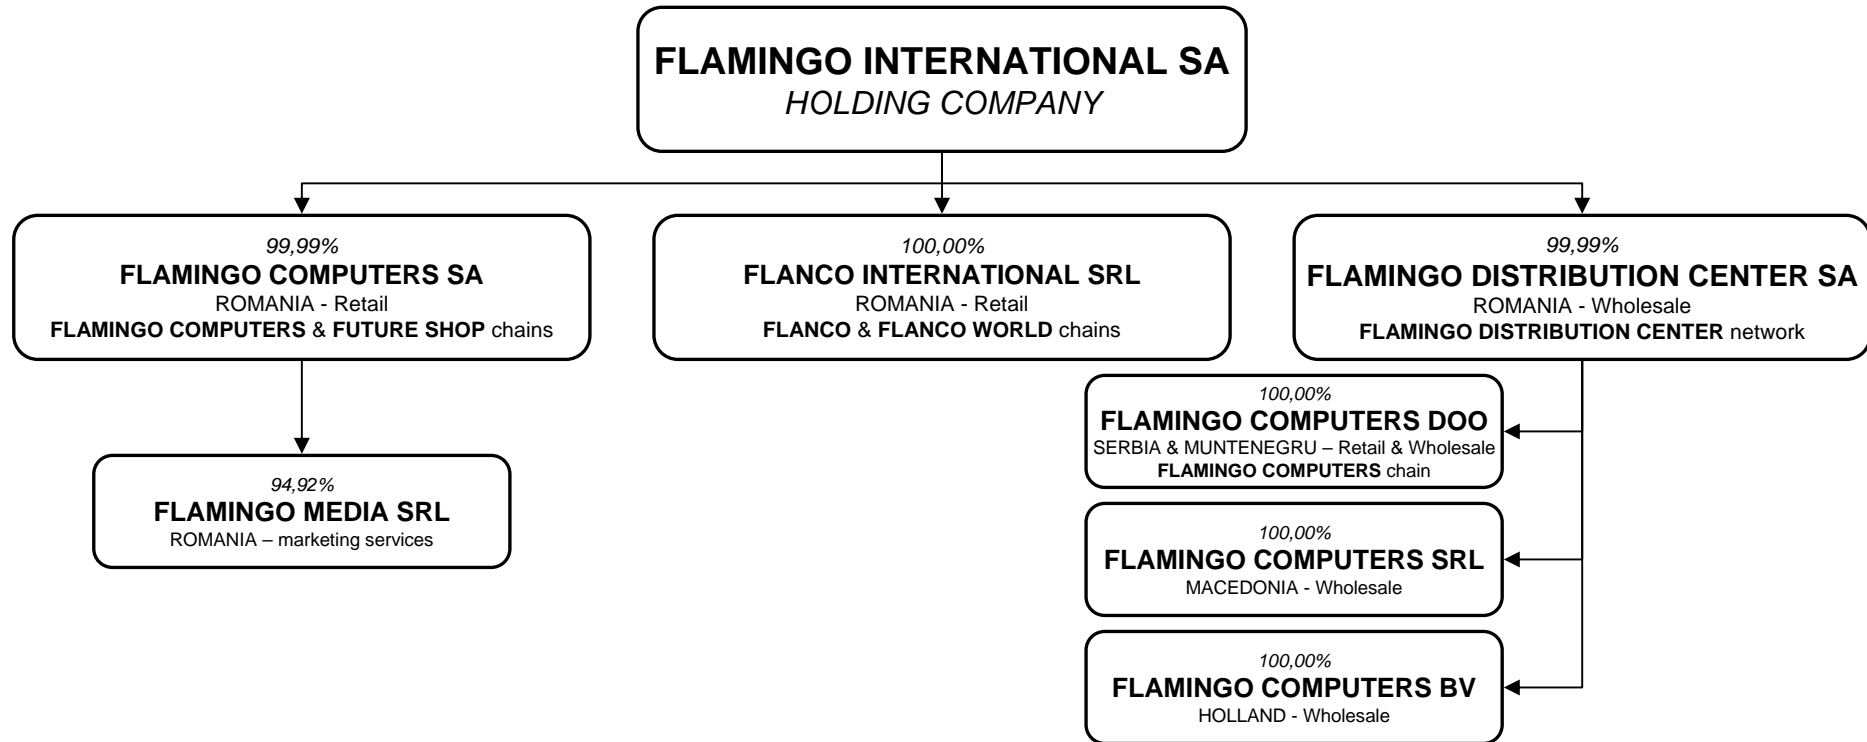 FLAMINGO INTERNATIONAL SA
HOLDING COMPANY
99,99%
FLAMINGO COMPUTERS SA
ROMANIA - Retail
FLAMINGO COMPUTERS & FUTURE SHOP chains
100,00%
FLANCO INTERNATIONAL SRL
ROMANIA - Retail
FLANCO & FLANCO WORLD chains
99,99%
FLAMINGO DISTRIBUTION CENTER SA
ROMANIA - Wholesale
FLAMINGO DISTRIBUTION CENTER network
94,92%
FLAMINGO MEDIA SRL
ROMANIA – marketing services
100,00%
FLAMINGO COMPUTERS DOO
SERBIA & MUNTENEGRU – Retail & Wholesale
FLAMINGO COMPUTERS chain
100,00%
FLAMINGO COMPUTERS SRL
MACEDONIA - Wholesale
100,00%
FLAMINGO COMPUTERS BV
HOLLAND - Wholesale